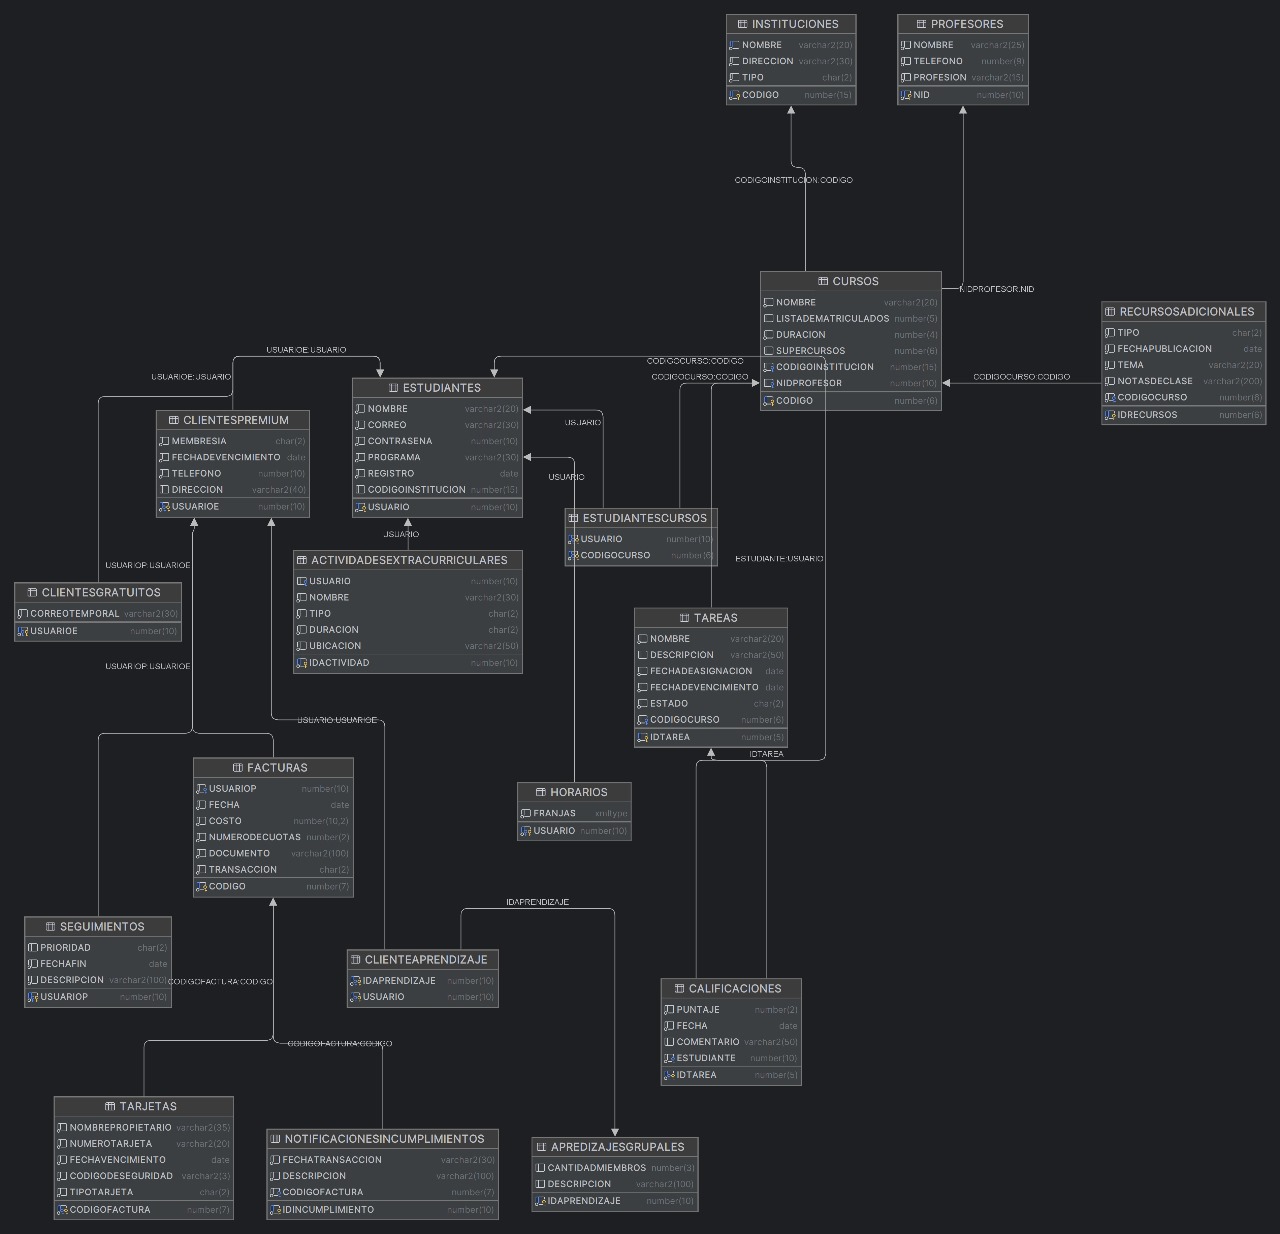 INSTITUCIONES
NOMBRE varchar2(20)
DIRECCION varchar2(30)
TIPO char(2)
CODIGO number(15)
PROFESORES
NOMBRE varchar2(25)
TELEFONO number(9)
PROFESION varchar2(15)
NID number(10)
CODIGOINSTITUCION:CODIGO
NIDPROFESOR:NID
CURSOS
NOMBRE varchar2(20)
LISTADEMATRICULADOS number(5)
DURACION number(4)
SUPERCURSOS number(6)
CODIGOINSTITUCION number(15)
NIDPROFESOR number(10)
CODIGO number(6)
RECURSOSADICIONALES
TIPO char(2)
FECHAPUBLICACION date
TEMA varchar2(20)
NOTASDECLASE varchar2(200)
CODIGOCURSO number(6)
IDRECURSOS number(6)
CODIGOCURSO:CODIGO
CODIGOCURSO:CODIGO
CODIGOCURSO:CODIGO
USUARIOE:USUARIO
USUARIOE:USUARIO
ESTUDIANTES
NOMBRE varchar2(20)
CORREO varchar2(30)
CONTRASENA number(10)
PROGRAMA varchar2(30)
REGISTRO date
CODIGOINSTITUCION number(15)
USUARIO number(10)
CLIENTESPREMIUM
MEMBRESIA char(2)
FECHADEVENCIMIENTO date
TELEFONO number(10)
DIRECCION varchar2(40)
USUARIOE number(10)
USUARIO
USUARIO
USUARIO
ESTUDIANTESCURSOS
USUARIO number(10)
CODIGOCURSO number(6)
ACTIVIDADESEXTRACURRICULARES
USUARIO number(10)
NOMBRE varchar2(30)
TIPO char(2)
DURACION char(2)
UBICACION varchar2(50)
IDACTIVIDAD number(10)
ESTUDIANTE:USUARIO
USUARIOP:USUARIOE
CLIENTESGRATUITOS
CORREOTEMPORAL varchar2(30)
USUARIOE number(10)
USUARIOP:USUARIOE
TAREAS
NOMBRE varchar2(20)
DESCRIPCION varchar2(50)
FECHADEASIGNACION date
FECHADEVENCIMIENTO date
ESTADO char(2)
CODIGOCURSO number(6)
IDTAREA number(5)
IDTAREA
USUARIO:USUARIOE
FACTURAS
USUARIOP number(10)
FECHA date
COSTO number(10,2)
NUMERODECUOTAS number(2)
DOCUMENTO varchar2(100)
TRANSACCION char(2)
CODIGO number(7)
HORARIOS
FRANJAS xmltype
USUARIO number(10)
SEGUIMIENTOS
PRIORIDAD char(2)
FECHAFIN date
DESCRIPCION varchar2(100)
USUARIOP number(10)
CODIGOFACTURA:CODIGO
IDAPRENDIZAJE
CLIENTEAPRENDIZAJE
IDAPRENDIZAJE number(10)
USUARIO number(10)
CALIFICACIONES
PUNTAJE number(2)
FECHA date
COMENTARIO varchar2(50)
ESTUDIANTE number(10)
IDTAREA number(5)
CODIGOFACTURA:CODIGO
TARJETAS
NOMBREPROPIETARIO varchar2(35)
NUMEROTARJETA varchar2(20)
FECHAVENCIMIENTO date
CODIGODESEGURIDAD varchar2(3)
TIPOTARJETA char(2)
CODIGOFACTURA number(7)
NOTIFICACIONESINCUMPLIMIENTOS
FECHATRANSACCION varchar2(30)
DESCRIPCION varchar2(100)
CODIGOFACTURA number(7)
IDINCUMPLIMIENTO number(10)
APREDIZAJESGRUPALES
CANTIDADMIEMBROS number(3)
DESCRIPCION varchar2(100)
IDAPRENDIZAJE number(10)